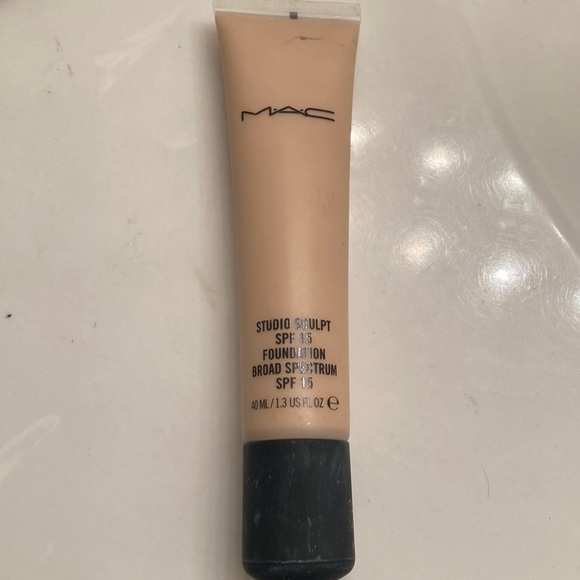 M·A·C
STUDIO SCULPT
SPF 15
FOUNDATION
BROAD SPECTRUM
SPF 15
40 ML / 1.3 US FL OZ ℮